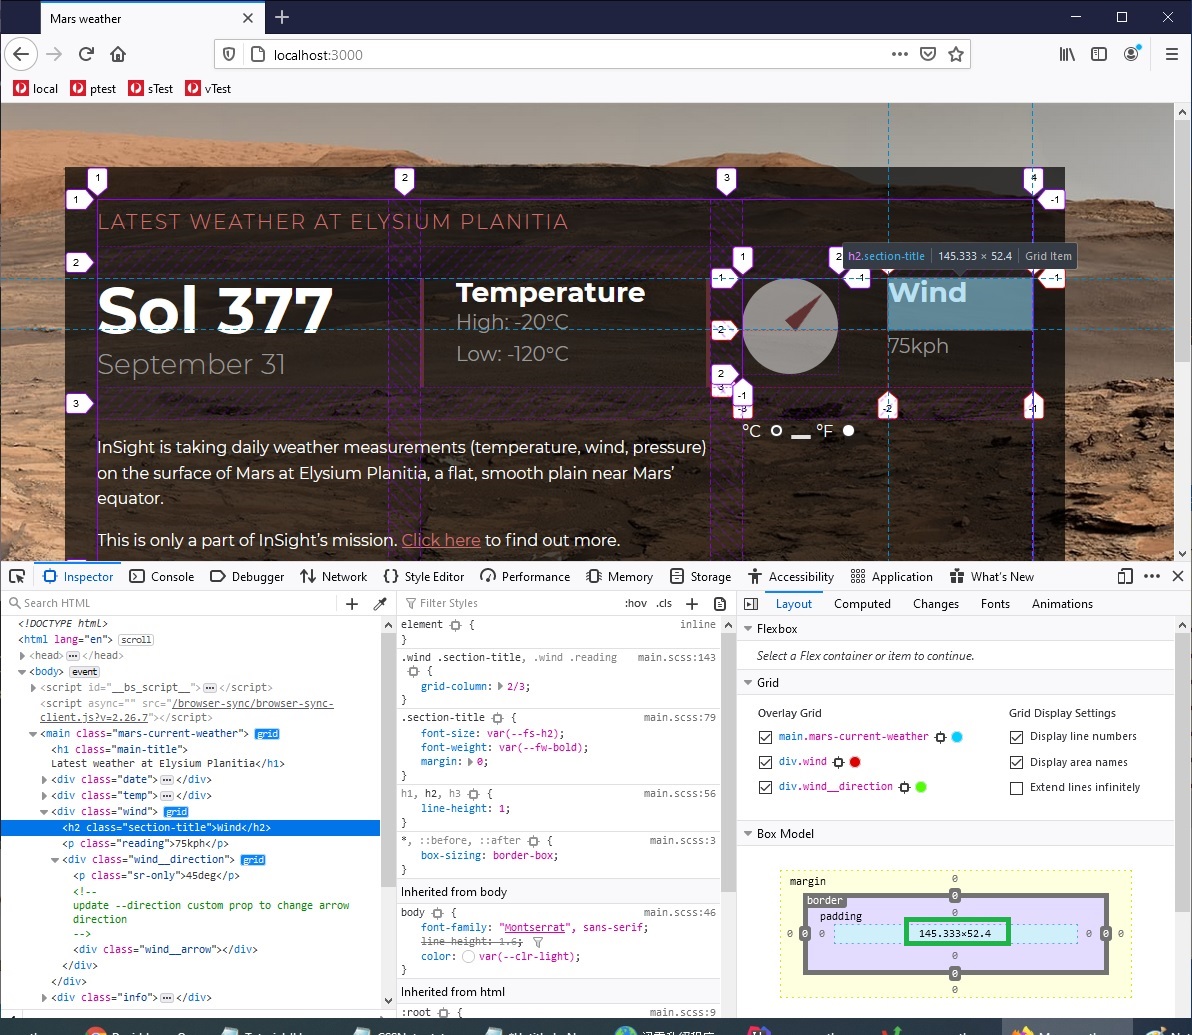 Mars weather
localhost:3000
local ptest sTest vTest
1 2 3 4
1 -1
LATEST WEATHER AT ELYSIUM PLANITIA
2 1 2
h2.section-title 145.333 × 52.4 Grid Item
-1 -1 -1
Sol 377 Temperature Wind
High: -20°C -2
September 31 Low: -120°C 75kph
2
3 -1 -2 -1
°C °F
InSight is taking daily weather measurements (temperature, wind, pressure)
on the surface of Mars at Elysium Planitia, a flat, smooth plain near Mars’
equator.
This is only a part of InSight’s mission. Click here to find out more.
Inspector Console Debugger Network Style Editor Performance Memory Storage Accessibility Application What's New
Search HTML
<!DOCTYPE html>
<html lang="en"> scroll
<head> ••• </head>
<body> event
<script id="__bs_script__"> ••• </script>
<script async="" src="/browser-sync/browser-sync-
client.js?v=2.26.7"></script>
<main class="mars-current-weather"> grid
<h1 class="main-title">
Latest weather at Elysium Planitia</h1>
<div class="date"> ••• </div>
<div class="temp"> ••• </div>
<div class="wind"> grid
<h2 class="section-title">Wind</h2>
<p class="reading">75kph</p>
<div class="wind__direction"> grid
<p class="sr-only">45deg</p>
<!--
update --direction custom prop to change arrow
direction
-->
<div class="wind__arrow"></div>
</div>
</div>
<div class="info"> ••• </div>
Filter Styles :hov .cls
element { inline
}
.wind .section-title, .wind .reading main.scss:143
{
grid-column: 2/3;
}
.section-title { main.scss:79
font-size: var(--fs-h2);
font-weight: var(--fw-bold);
margin: 0;
}
h1, h2, h3 { main.scss:56
line-height: 1;
}
*, ::before, ::after { main.scss:3
box-sizing: border-box;
}
Inherited from body
body { main.scss:46
font-family: "Montserrat", sans-serif;
line-height: 1.6;
color: var(--clr-light);
}
Inherited from html
:root { main.scss:9
Layout Computed Changes Fonts Animations
Flexbox
Select a Flex container or item to continue.
Grid
Overlay Grid Grid Display Settings
main.mars-current-weather Display line numbers
div.wind Display area names
div.wind__direction Extend lines infinitely
Box Model
margin 0
border 0
padding 0
0 0 0 145.333×52.4 0 0 0
0
0
0